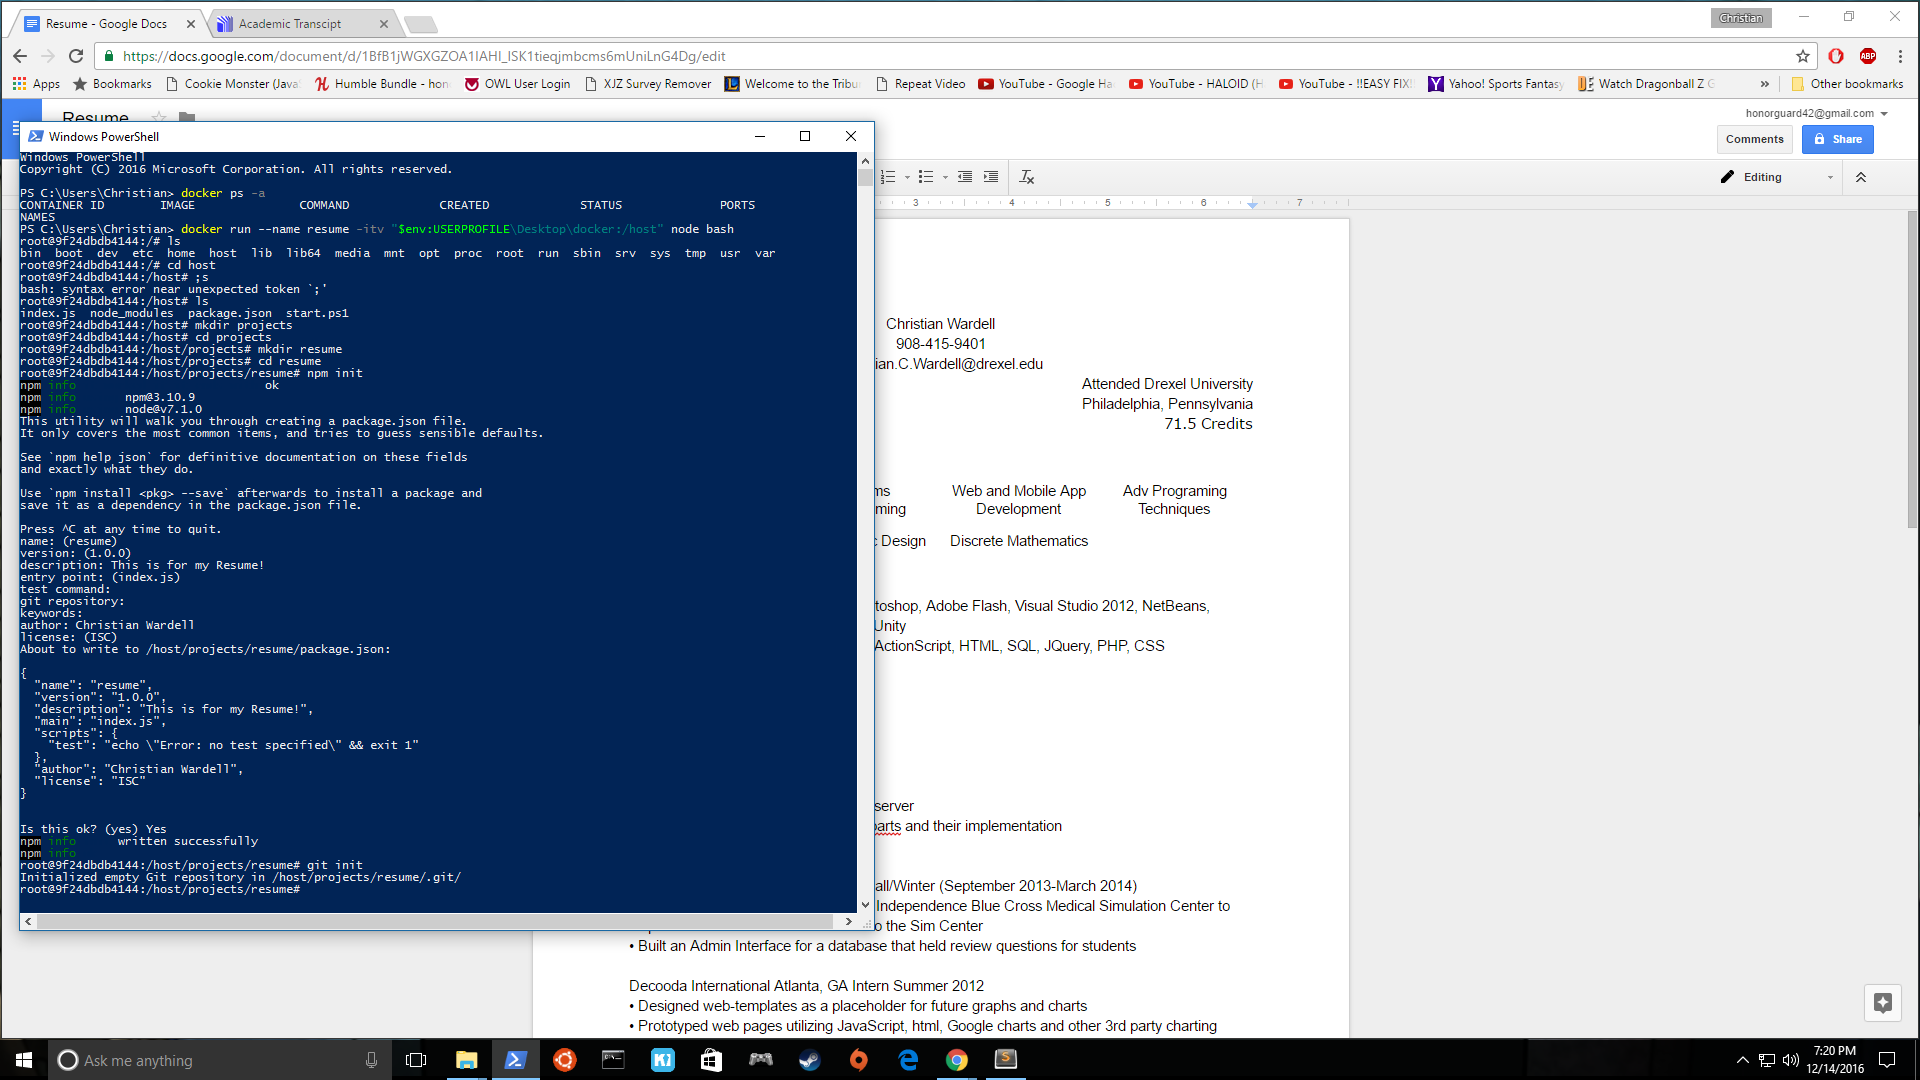 Resume - Google Docs
Academic Transcipt
Christian
https://docs.google.com/document/d/1BfB1jWGXGZOA1IAHI_ISK1tieqjmbcms6mUniLnG4Dg/edit
Apps
Bookmarks
Cookie Monster (Java
Humble Bundle - hon
OWL User Login
XJZ Survey Remover
Welcome to the Tribu
Repeat Video
YouTube - Google Ha
YouTube - HALOID (H
YouTube - !!EASY FIX!
Yahoo! Sports Fantasy
Watch Dragonball Z G
»
Other bookmarks
Resume
honorguard42@gmail.com
Comments
Share
Editing
3 4 5 6 7
Windows PowerShell
Windows PowerShell
Copyright (C) 2016 Microsoft Corporation. All rights reserved.
PS C:\Users\Christian> docker ps -a
CONTAINER ID IMAGE COMMAND CREATED STATUS PORTS
NAMES
PS C:\Users\Christian> docker run --name resume -itv "$env:USERPROFILE\Desktop\docker:/host" node bash
root@9f24dbdb4144:/# ls
bin boot dev etc home host lib lib64 media mnt opt proc root run sbin srv sys tmp usr var
root@9f24dbdb4144:/# cd host
root@9f24dbdb4144:/host# ;s
bash: syntax error near unexpected token `;'
root@9f24dbdb4144:/host# ls
index.js node_modules package.json start.ps1
root@9f24dbdb4144:/host# mkdir projects
root@9f24dbdb4144:/host# cd projects
root@9f24dbdb4144:/host/projects# mkdir resume
root@9f24dbdb4144:/host/projects# cd resume
root@9f24dbdb4144:/host/projects/resume# npm init
npm info ok
npm info npm@3.10.9
npm info node@v7.1.0
This utility will walk you through creating a package.json file.
It only covers the most common items, and tries to guess sensible defaults.
See `npm help json` for definitive documentation on these fields
and exactly what they do.
Use `npm install <pkg> --save` afterwards to install a package and
save it as a dependency in the package.json file.
Press ^C at any time to quit.
name: (resume)
version: (1.0.0)
description: This is for my Resume!
entry point: (index.js)
test command:
git repository:
keywords:
author: Christian Wardell
license: (ISC)
About to write to /host/projects/resume/package.json:
{
"name": "resume",
"version": "1.0.0",
"description": "This is for my Resume!",
"main": "index.js",
"scripts": {
"test": "echo \"Error: no test specified\" && exit 1"
},
"author": "Christian Wardell",
"license": "ISC"
}
Is this ok? (yes) Yes
npm info written successfully
npm info
root@9f24dbdb4144:/host/projects/resume# git init
Initialized empty Git repository in /host/projects/resume/.git/
root@9f24dbdb4144:/host/projects/resume#
Christian Wardell
908-415-9401
ian.C.Wardell@drexel.edu
Attended Drexel University
Philadelphia, Pennsylvania
71.5 Credits
ms Web and Mobile App Adv Programing
ming Development Techniques
c Design Discrete Mathematics
toshop, Adobe Flash, Visual Studio 2012, NetBeans,
Unity
ActionScript, HTML, SQL, JQuery, PHP, CSS
server
parts and their implementation
all/Winter (September 2013-March 2014)
Independence Blue Cross Medical Simulation Center to
o the Sim Center
• Built an Admin Interface for a database that held review questions for students
Decooda International Atlanta, GA Intern Summer 2012
• Designed web-templates as a placeholder for future graphs and charts
• Prototyped web pages utilizing JavaScript, html, Google charts and other 3rd party charting
Ask me anything
7:20 PM
12/14/2016